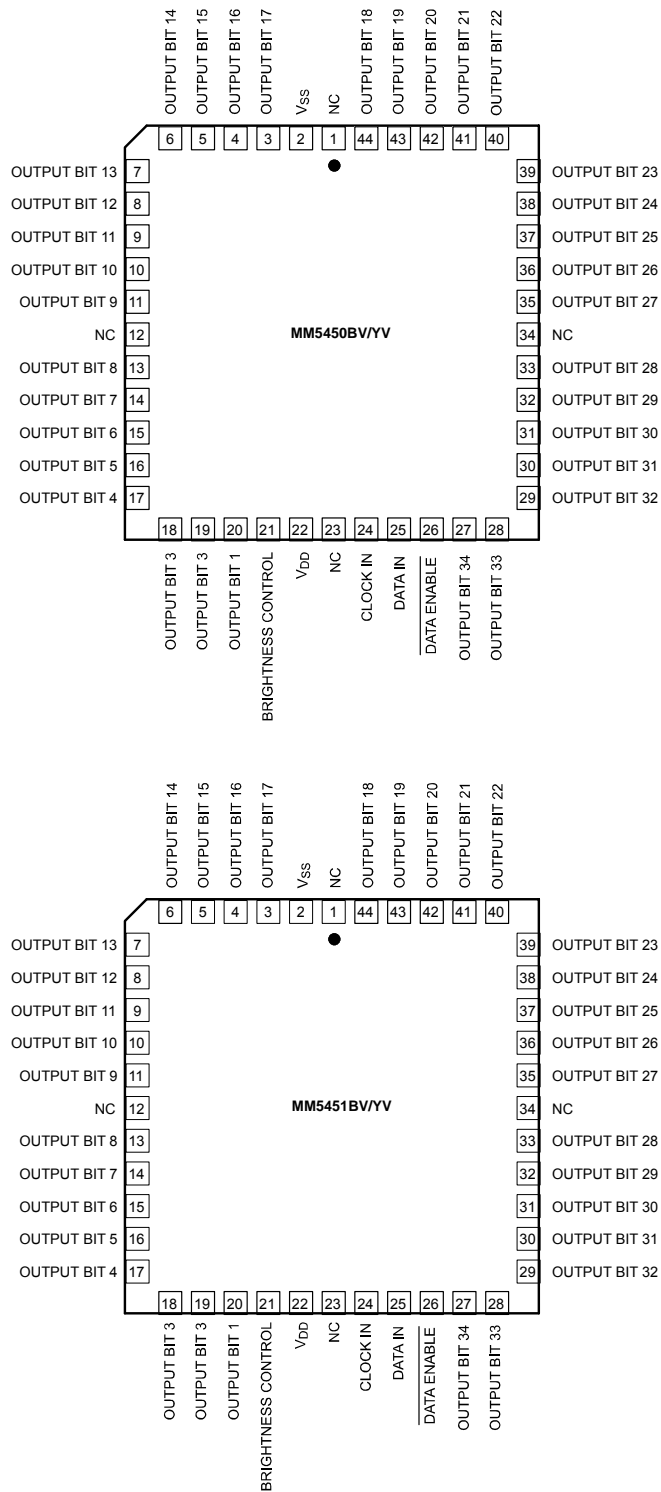 OUTPUT BIT 14
OUTPUT BIT 15
OUTPUT BIT 16
OUTPUT BIT 17
VSS
NC
OUTPUT BIT 18
OUTPUT BIT 19
OUTPUT BIT 20
OUTPUT BIT 21
OUTPUT BIT 22
6 5 4 3 2 1 44 43 42 41 40
OUTPUT BIT 13 7 39 OUTPUT BIT 23
OUTPUT BIT 12 8 38 OUTPUT BIT 24
OUTPUT BIT 11 9 37 OUTPUT BIT 25
OUTPUT BIT 10 10 36 OUTPUT BIT 26
OUTPUT BIT 9 11 35 OUTPUT BIT 27
NC 12 MM5450BV/YV 34 NC
OUTPUT BIT 8 13 33 OUTPUT BIT 28
OUTPUT BIT 7 14 32 OUTPUT BIT 29
OUTPUT BIT 6 15 31 OUTPUT BIT 30
OUTPUT BIT 5 16 30 OUTPUT BIT 31
OUTPUT BIT 4 17 29 OUTPUT BIT 32
18 19 20 21 22 23 24 25 26 27 28
OUTPUT BIT 3
OUTPUT BIT 3
OUTPUT BIT 1
BRIGHTNESS CONTROL
VDD
NC
CLOCK IN
DATA IN
DATA ENABLE
OUTPUT BIT 34
OUTPUT BIT 33
OUTPUT BIT 14
OUTPUT BIT 15
OUTPUT BIT 16
OUTPUT BIT 17
VSS
NC
OUTPUT BIT 18
OUTPUT BIT 19
OUTPUT BIT 20
OUTPUT BIT 21
OUTPUT BIT 22
6 5 4 3 2 1 44 43 42 41 40
OUTPUT BIT 13 7 39 OUTPUT BIT 23
OUTPUT BIT 12 8 38 OUTPUT BIT 24
OUTPUT BIT 11 9 37 OUTPUT BIT 25
OUTPUT BIT 10 10 36 OUTPUT BIT 26
OUTPUT BIT 9 11 35 OUTPUT BIT 27
NC 12 MM5451BV/YV 34 NC
OUTPUT BIT 8 13 33 OUTPUT BIT 28
OUTPUT BIT 7 14 32 OUTPUT BIT 29
OUTPUT BIT 6 15 31 OUTPUT BIT 30
OUTPUT BIT 5 16 30 OUTPUT BIT 31
OUTPUT BIT 4 17 29 OUTPUT BIT 32
18 19 20 21 22 23 24 25 26 27 28
OUTPUT BIT 3
OUTPUT BIT 3
OUTPUT BIT 1
BRIGHTNESS CONTROL
VDD
NC
CLOCK IN
DATA IN
DATA ENABLE
OUTPUT BIT 34
OUTPUT BIT 33